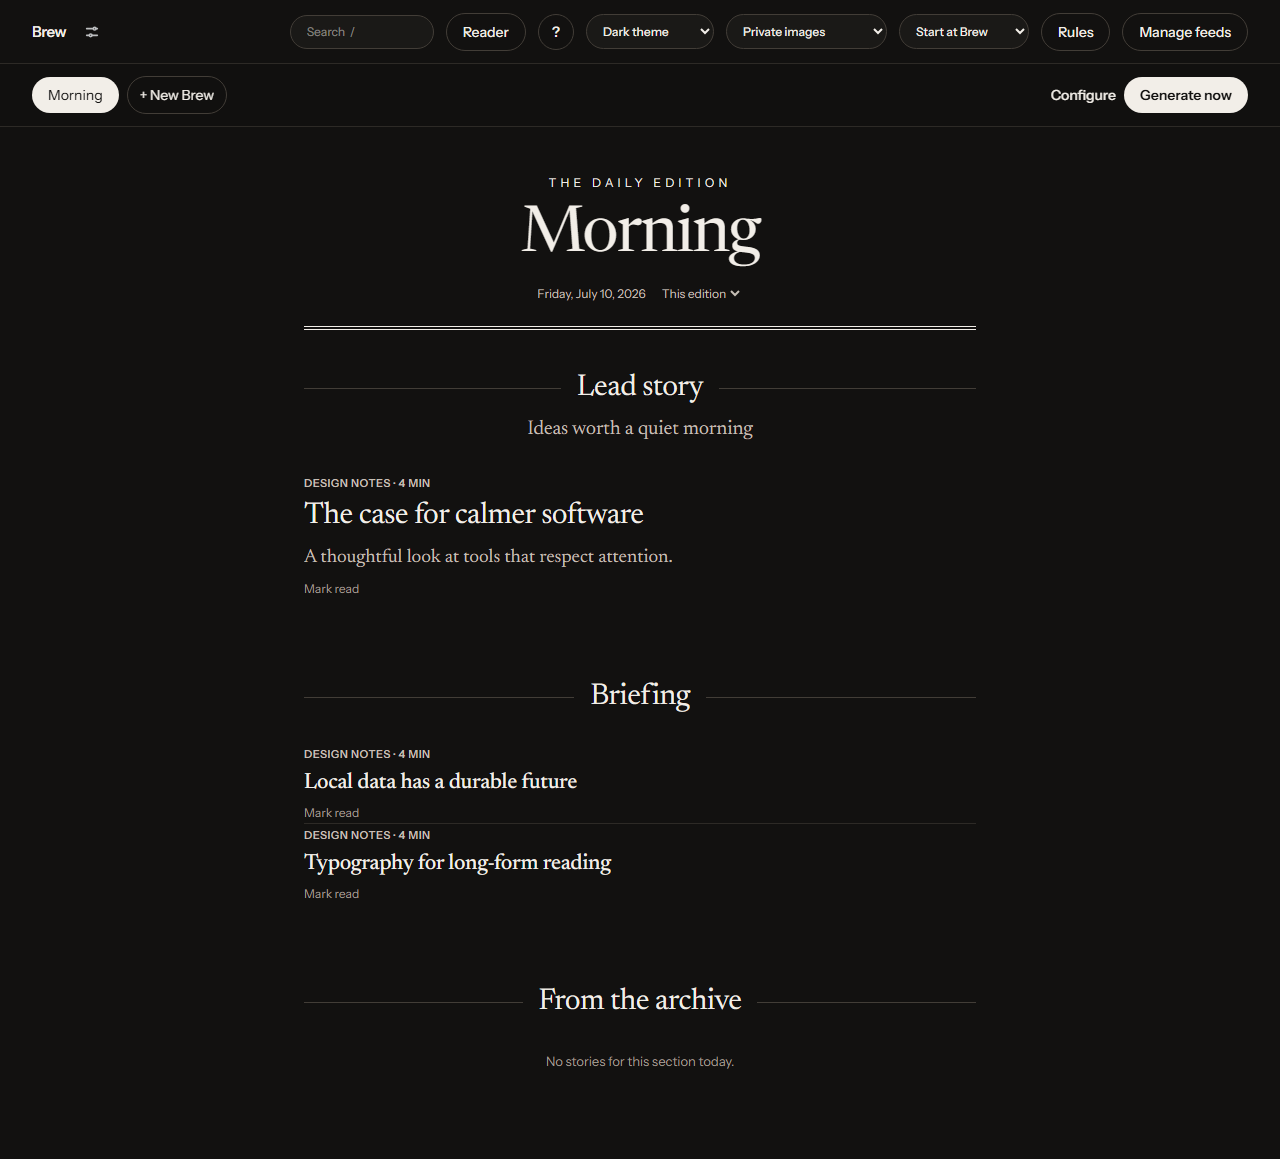 Brew Search / Reader ? Dark theme Private images Start at Brew Rules Manage feeds
Morning + New Brew Configure Generate now
THE DAILY EDITION
Morning
Friday, July 10, 2026 This edition
Lead story
Ideas worth a quiet morning
DESIGN NOTES · 4 MIN
The case for calmer software
A thoughtful look at tools that respect attention.
Mark read
Briefing
DESIGN NOTES · 4 MIN
Local data has a durable future
Mark read
DESIGN NOTES · 4 MIN
Typography for long-form reading
Mark read
From the archive
No stories for this section today.